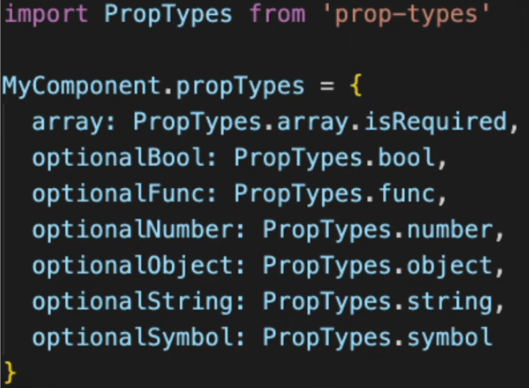 import PropTypes from 'prop-types'
MyComponent.propTypes = {
array: PropTypes.array.isRequired,
optionalBool: PropTypes.bool,
optionalFunc: PropTypes.func,
optionalNumber: PropTypes.number,
optionalObject: PropTypes.object,
optionalString: PropTypes.string,
optionalSymbol: PropTypes.symbol
}